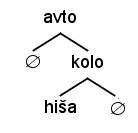 avto
∅ kolo
hiša ∅